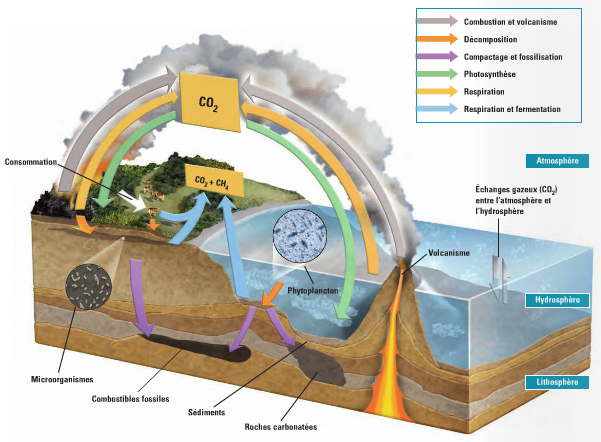 Combustion et volcanisme
Décomposition
Compactage et fossilisation
Photosynthèse
Respiration
Respiration et fermentation
CO₂
Atmosphère
Consommation
CO₂ + CH₄
Échanges gazeux (CO₂)
entre l'atmosphère et
l'hydrosphère
Volcanisme
Phytoplancton
Hydrosphère
Microorganismes
Combustibles fossiles
Sédiments
Roches carbonatées
Lithosphère